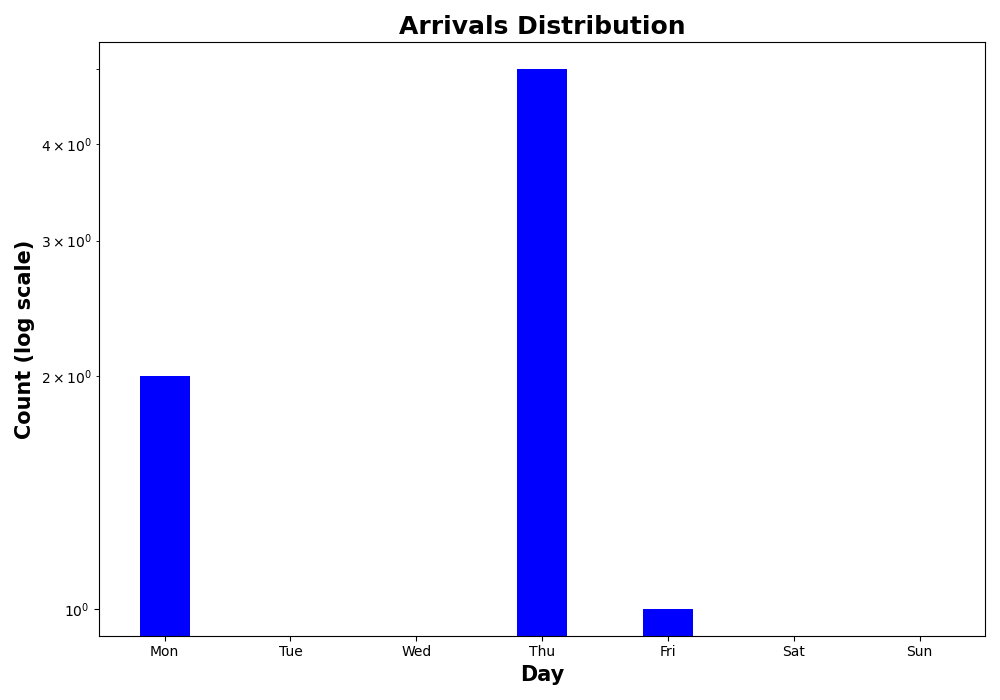 Arrivals Distribution
Count (log scale)
4 × 10⁰
3 × 10⁰
2 × 10⁰
10⁰
Mon Tue Wed Thu Fri Sat Sun
Day